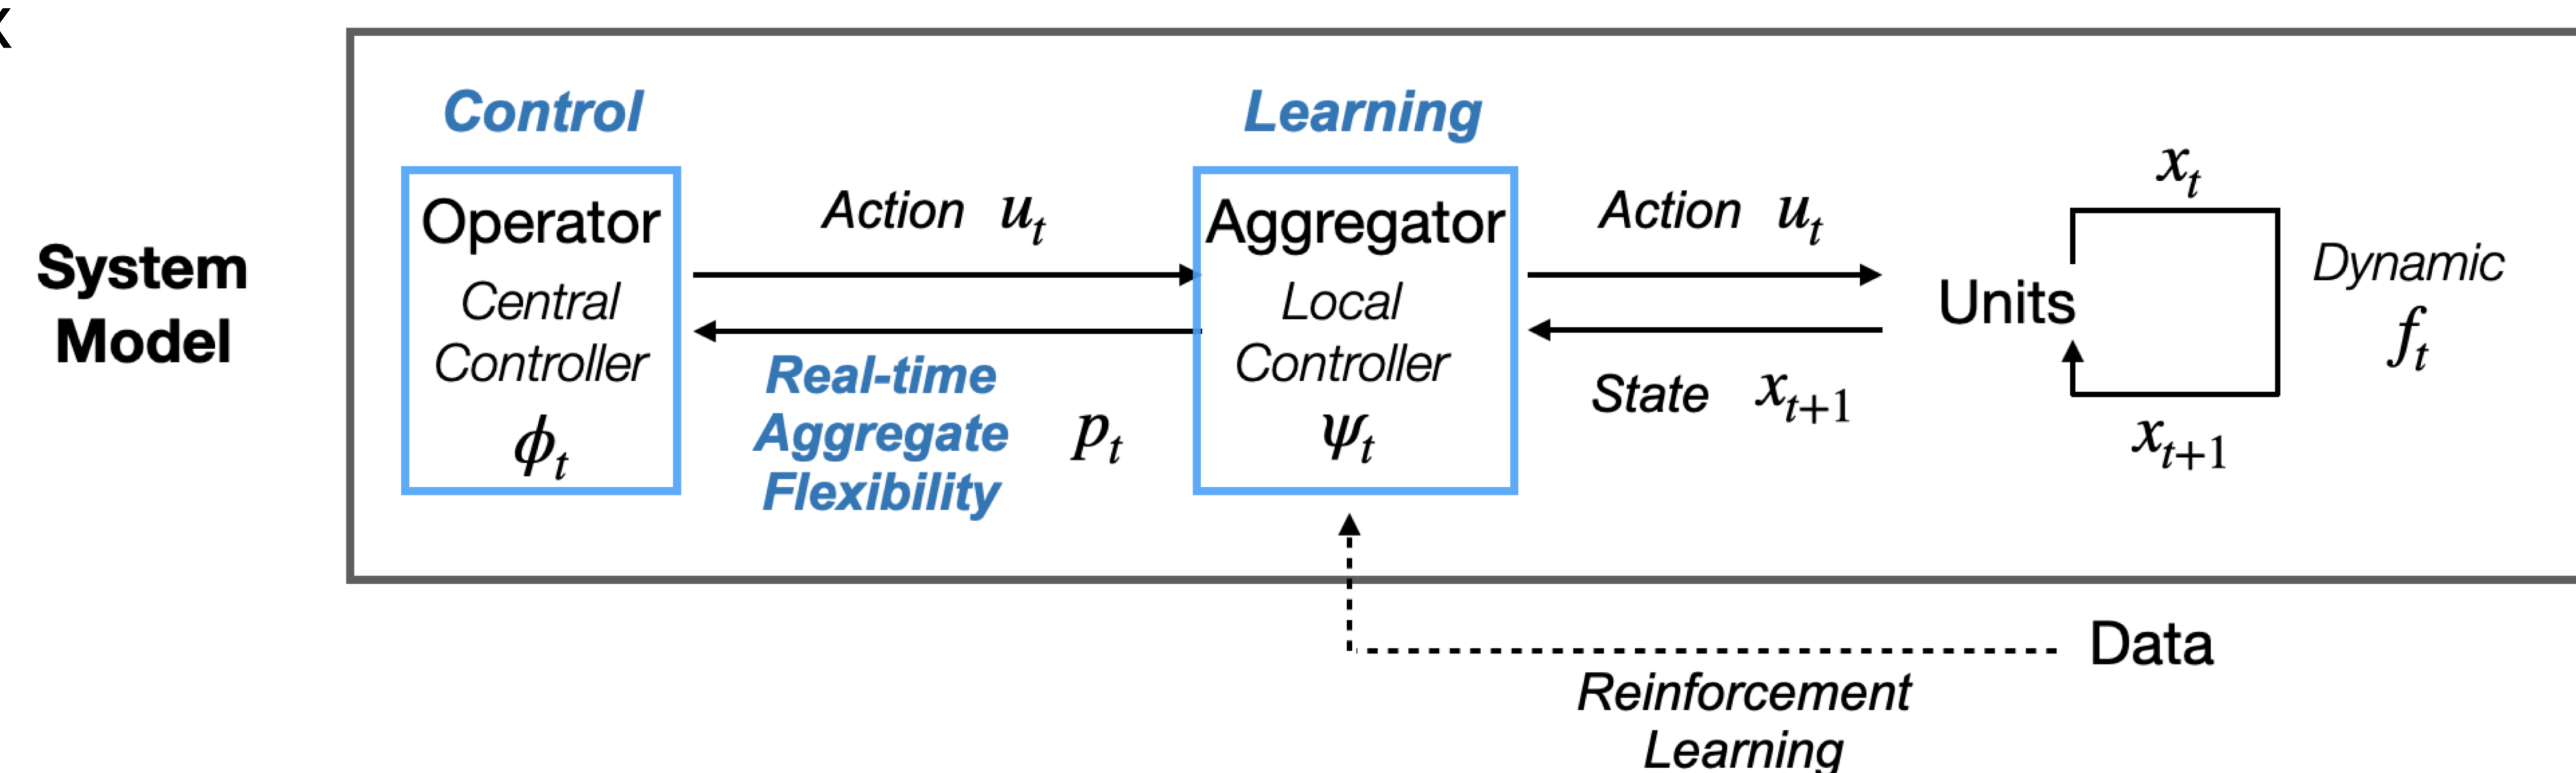 System
Model
Control
Operator
Central
Controller
ϕt
Action ut
Real-time
Aggregate
Flexibility
pt
Learning
Aggregator
Local
Controller
ψt
Action ut
State xt+1
Units
xt
xt+1
Dynamic
ft
Data
Reinforcement
Learning